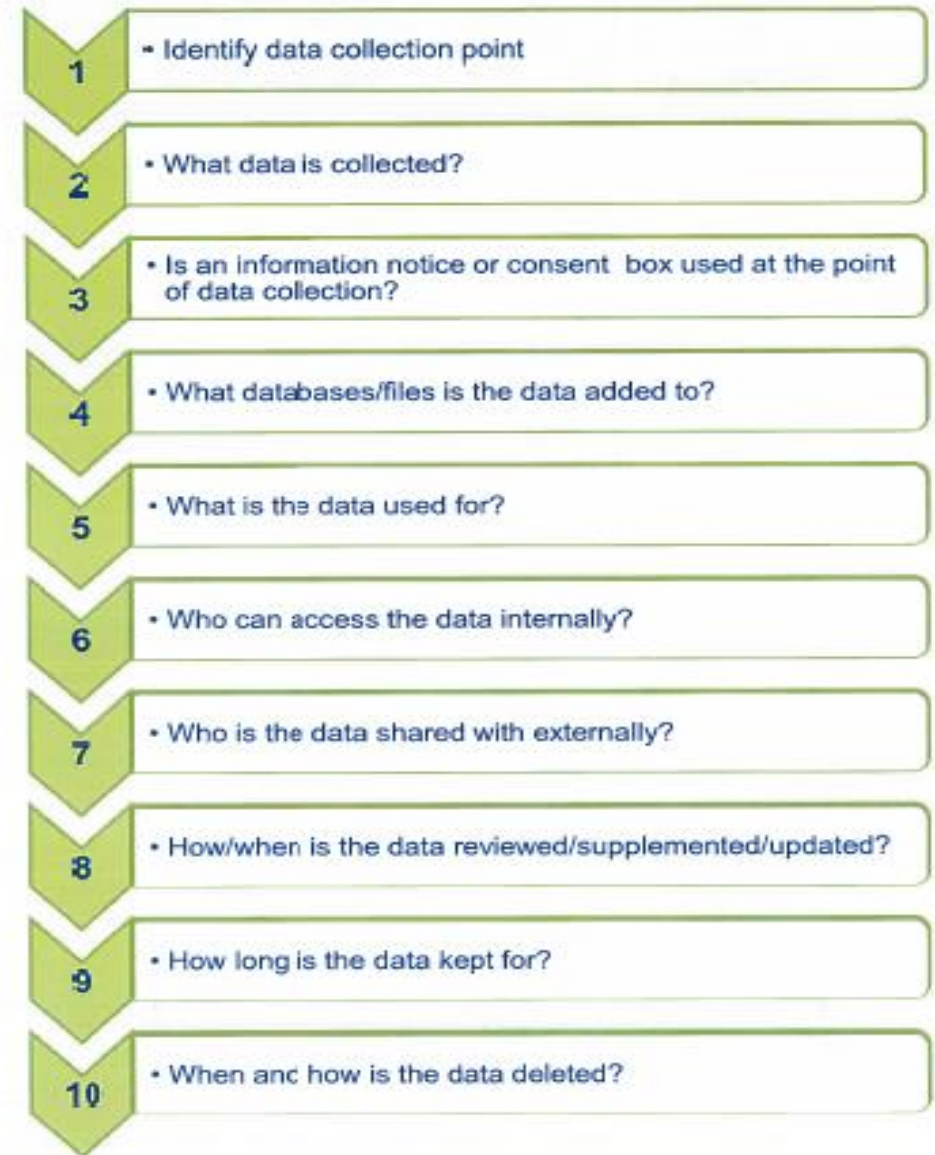 1
• Identify data collection point
2
• What data is collected?
3
• Is an information notice or consent box used at the point
of data collection?
4
• What databases/files is the data added to?
5
• What is the data used for?
6
• Who can access the data internally?
7
• Who is the data shared with externally?
8
• How/when is the data reviewed/supplemented/updated?
9
• How long is the data kept for?
10
• When and how is the data deleted?